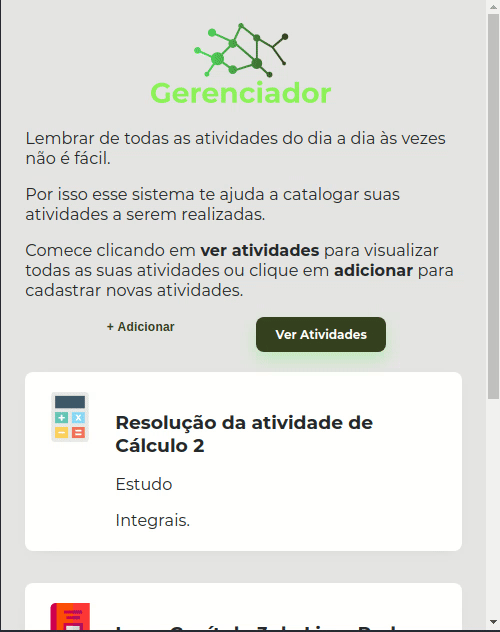 Gerenciador
Lembrar de todas as atividades do dia a dia às vezes
não é fácil.
Por isso esse sistema te ajuda a catalogar suas
atividades a serem realizadas.
Comece clicando em ver atividades para visualizar
todas as suas atividades ou clique em adicionar para
cadastrar novas atividades.
+ Adicionar
Ver Atividades
Resolução da atividade de
Cálculo 2
Estudo
Integrais.